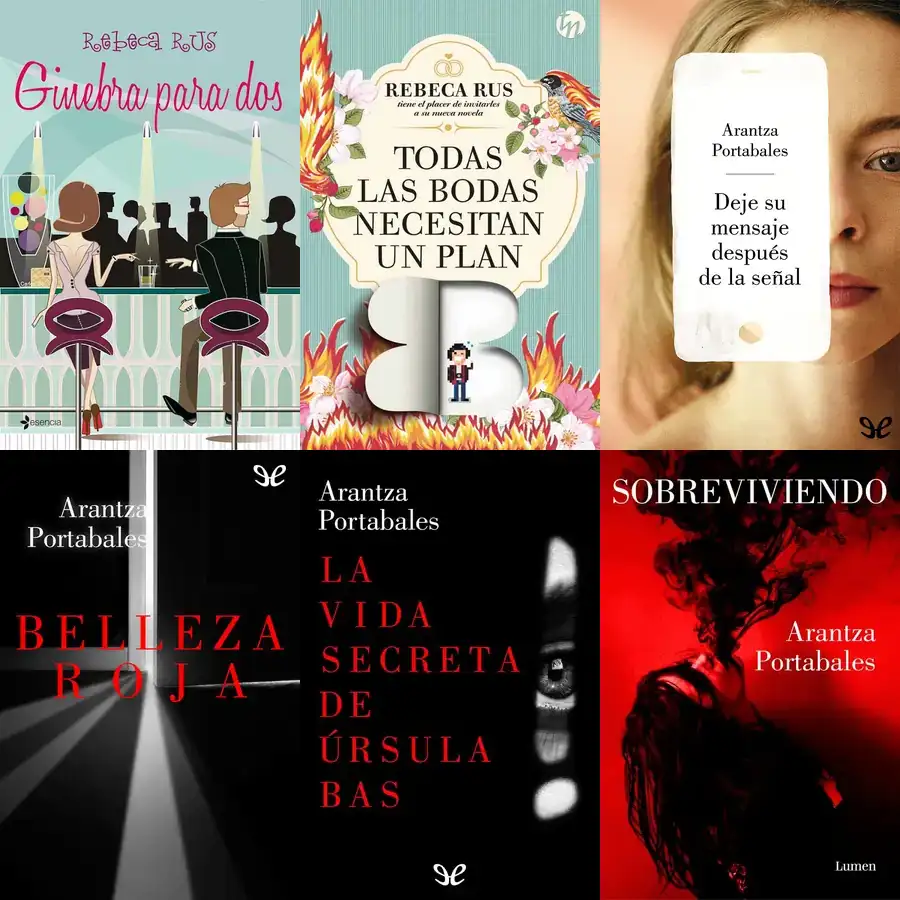 Rebeca Rus
Ginebra para dos
esencia
REBECA RUS
tiene el placer de invitarles
a su nueva novela
TODAS
LAS BODAS
NECESITAN
UN PLAN
B
Arantza
Portabales
Deje su
mensaje
después
de la señal
Arantza
Portabales
BELLEZA
ROJA
Arantza
Portabales
LA
VIDA
SECRETA
DE
ÚRSULA
BAS
SOBREVIVIENDO
Arantza
Portabales
Lumen